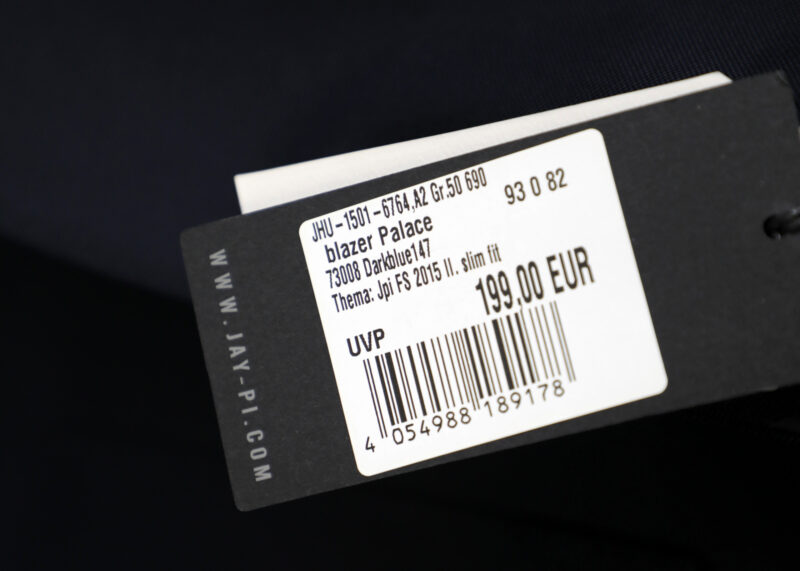 JHU-1501-6764,A2 Gr.50 690
93 0 82
blazer Palace
73008 Darkblue147
Thema: Jpi FS 2015 II. slim fit
199.00 EUR
UVP
4 054988 189178
WWW.JAY-PI.COM